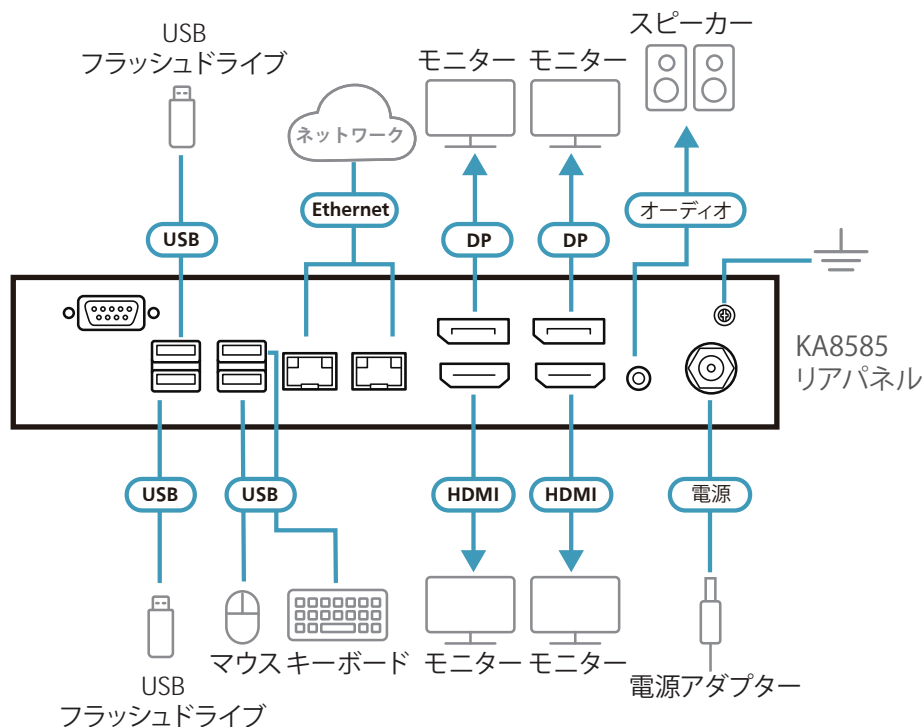 USB
フラッシュドライブ
モニター
モニター
スピーカー
ネットワーク
Ethernet
オーディオ
USB
DP
DP
KA8585
リアパネル
USB
USB
HDMI
HDMI
電源
マウス
キーボード
モニター
モニター
電源アダプター
USB
フラッシュドライブ